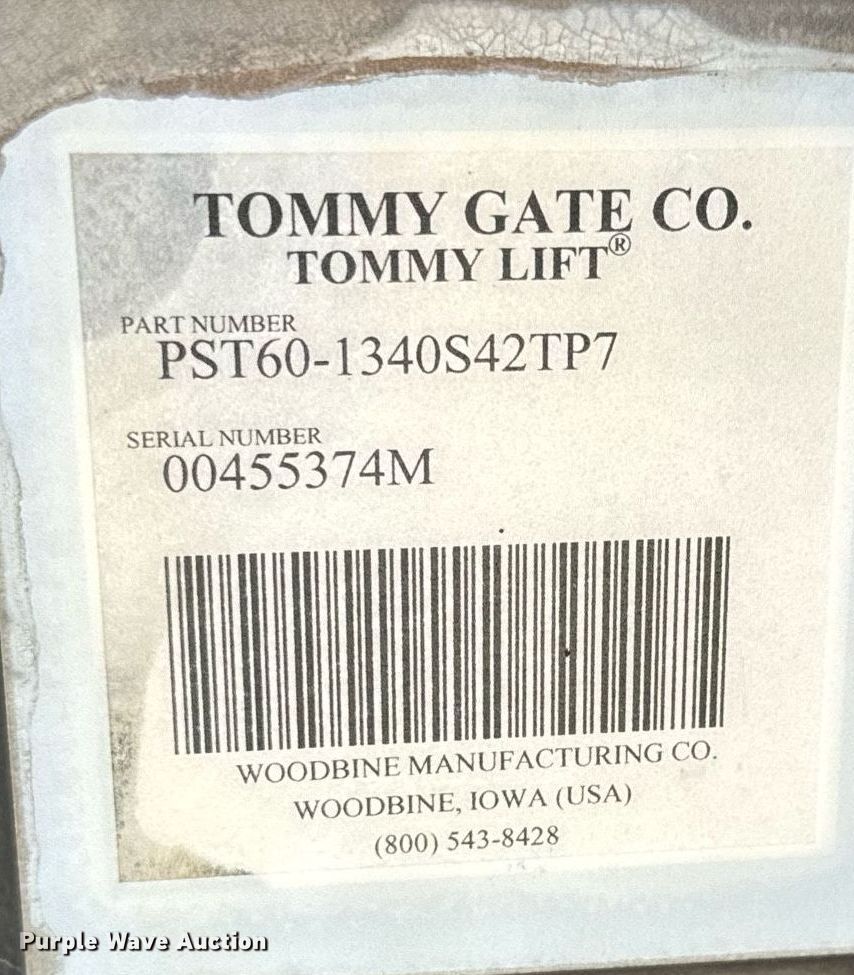 TOMMY GATE CO.
TOMMY LIFT®
PART NUMBER
PST60-1340S42TP7
SERIAL NUMBER
00455374M
WOODBINE MANUFACTURING CO.
WOODBINE, IOWA (USA)
(800) 543-8428
Purple Wave Auction